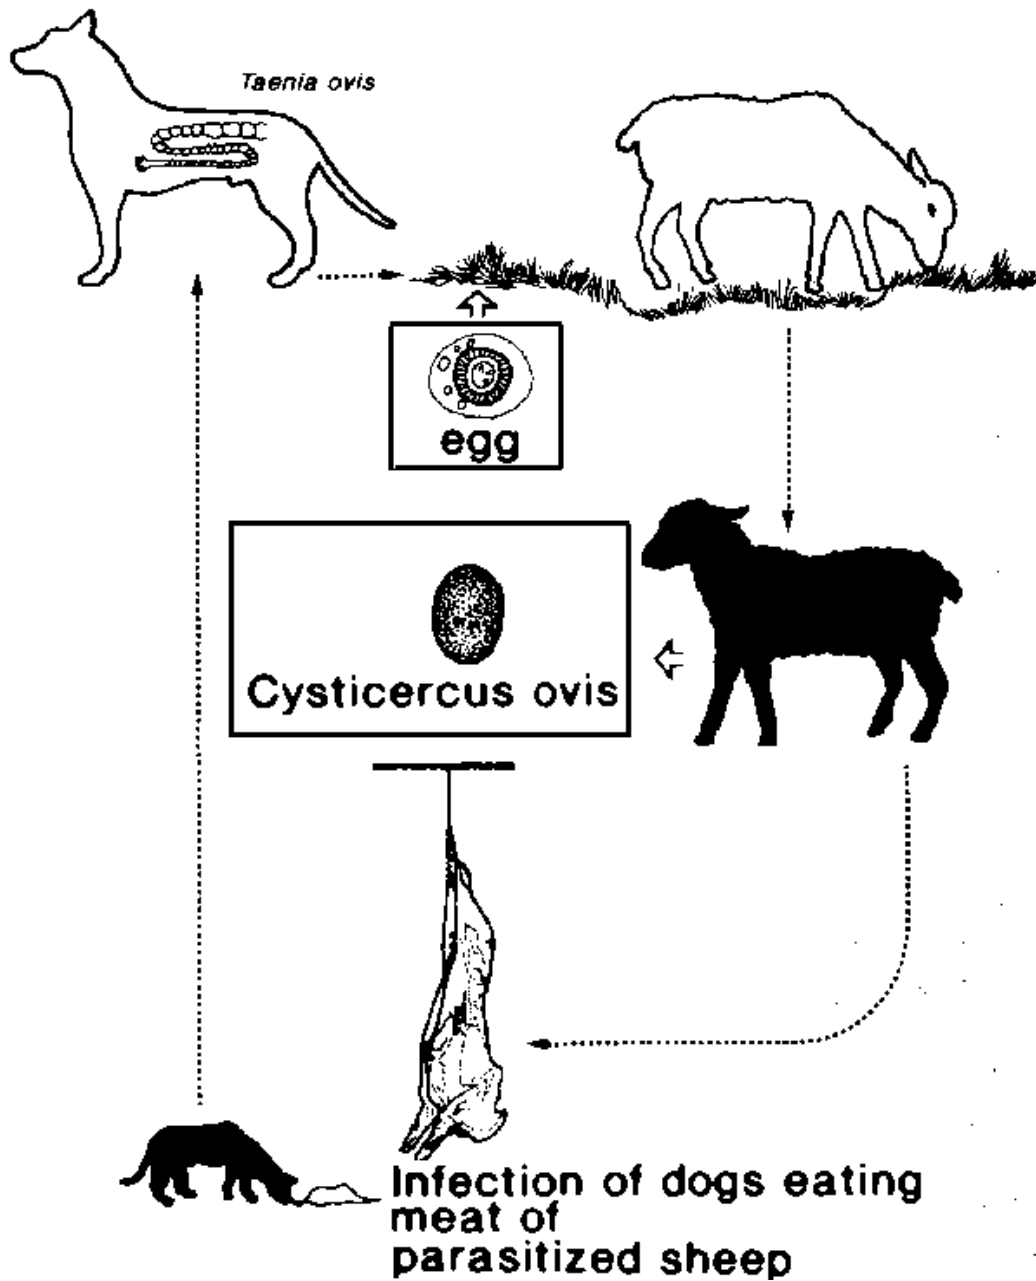 Taenia ovis
egg
Cysticercus ovis
Infection of dogs eating
meat of
parasitized sheep